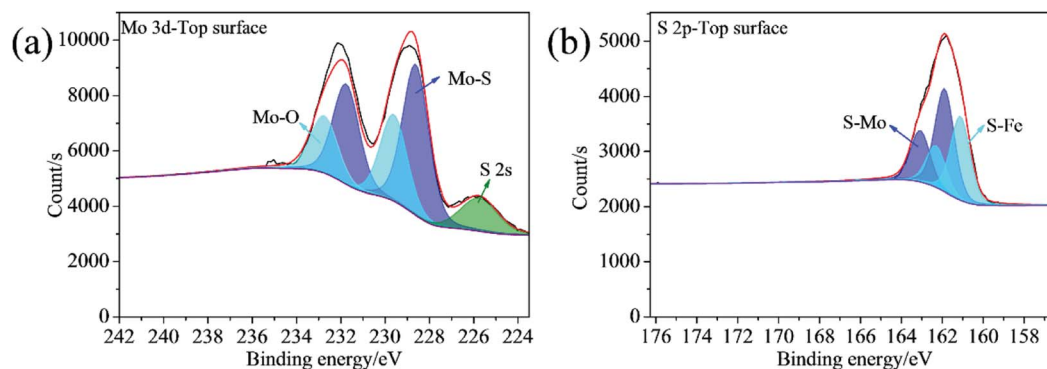 (a)
Mo 3d-Top surface
10000
8000
6000
4000
2000
0
Count/s
Mo-O
Mo-S
S 2s
242 240 238 236 234 232 230 228 226 224
Binding energy/eV
(b)
S 2p-Top surface
5000
4000
3000
2000
1000
0
Count/s
S-Mo
S-Fe
176 174 172 170 168 166 164 162 160 158
Binding energy/eV